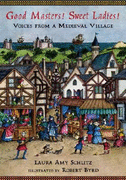 Good Masters! Sweet Ladies!
Voices from a Medieval Village
Laura Amy Schlitz
illustrated by Robert Byrd